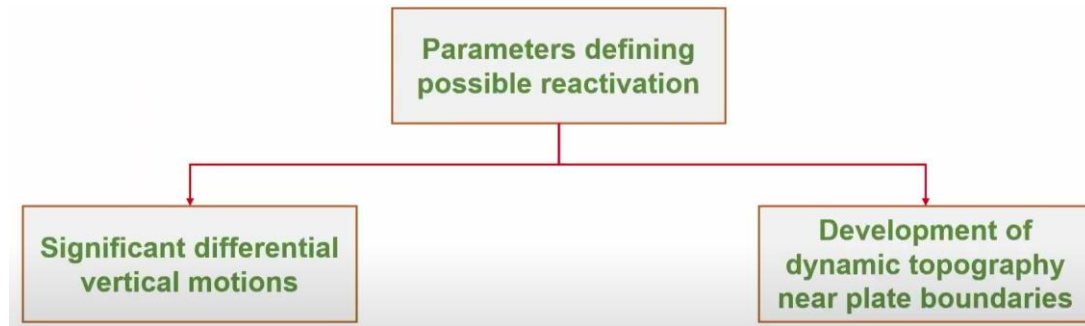 Parameters defining
possible reactivation
Significant differential
vertical motions
Development of
dynamic topography
near plate boundaries